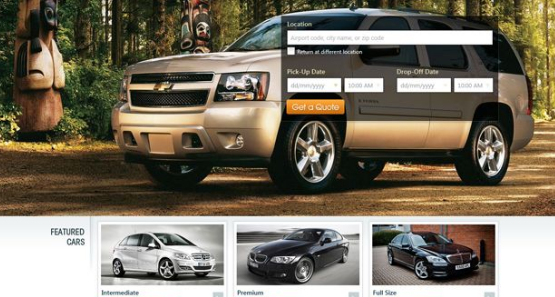 Location
Airport code, city name, or zip code
Return at different location
Pick-Up Date
Drop-Off Date
dd/mm/yyyy
10:00 AM
dd/mm/yyyy
10:00 AM
Get a Quote
FEATURED
CARS
Intermediate
Premium
Full Size